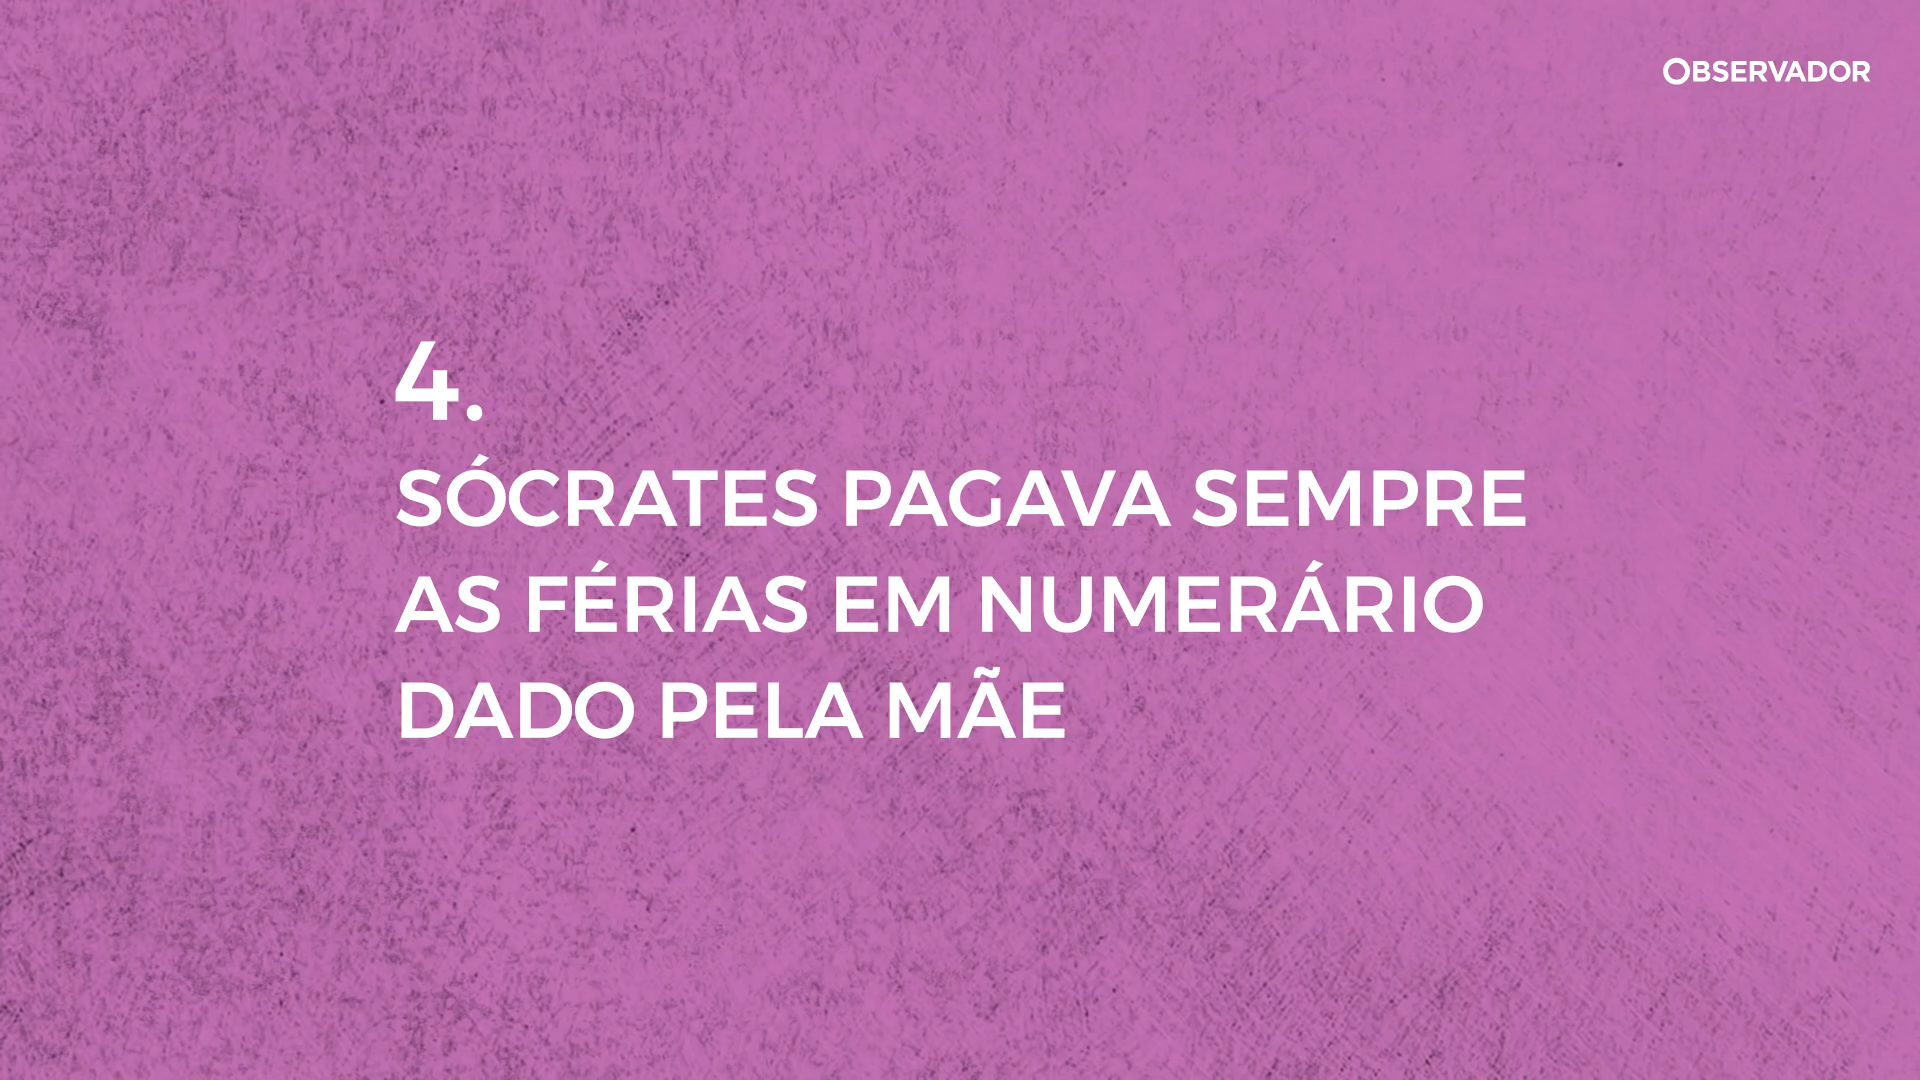 OBSERVADOR
4.
SÓCRATES PAGAVA SEMPRE
AS FÉRIAS EM NUMERÁRIO
DADO PELA MÃE